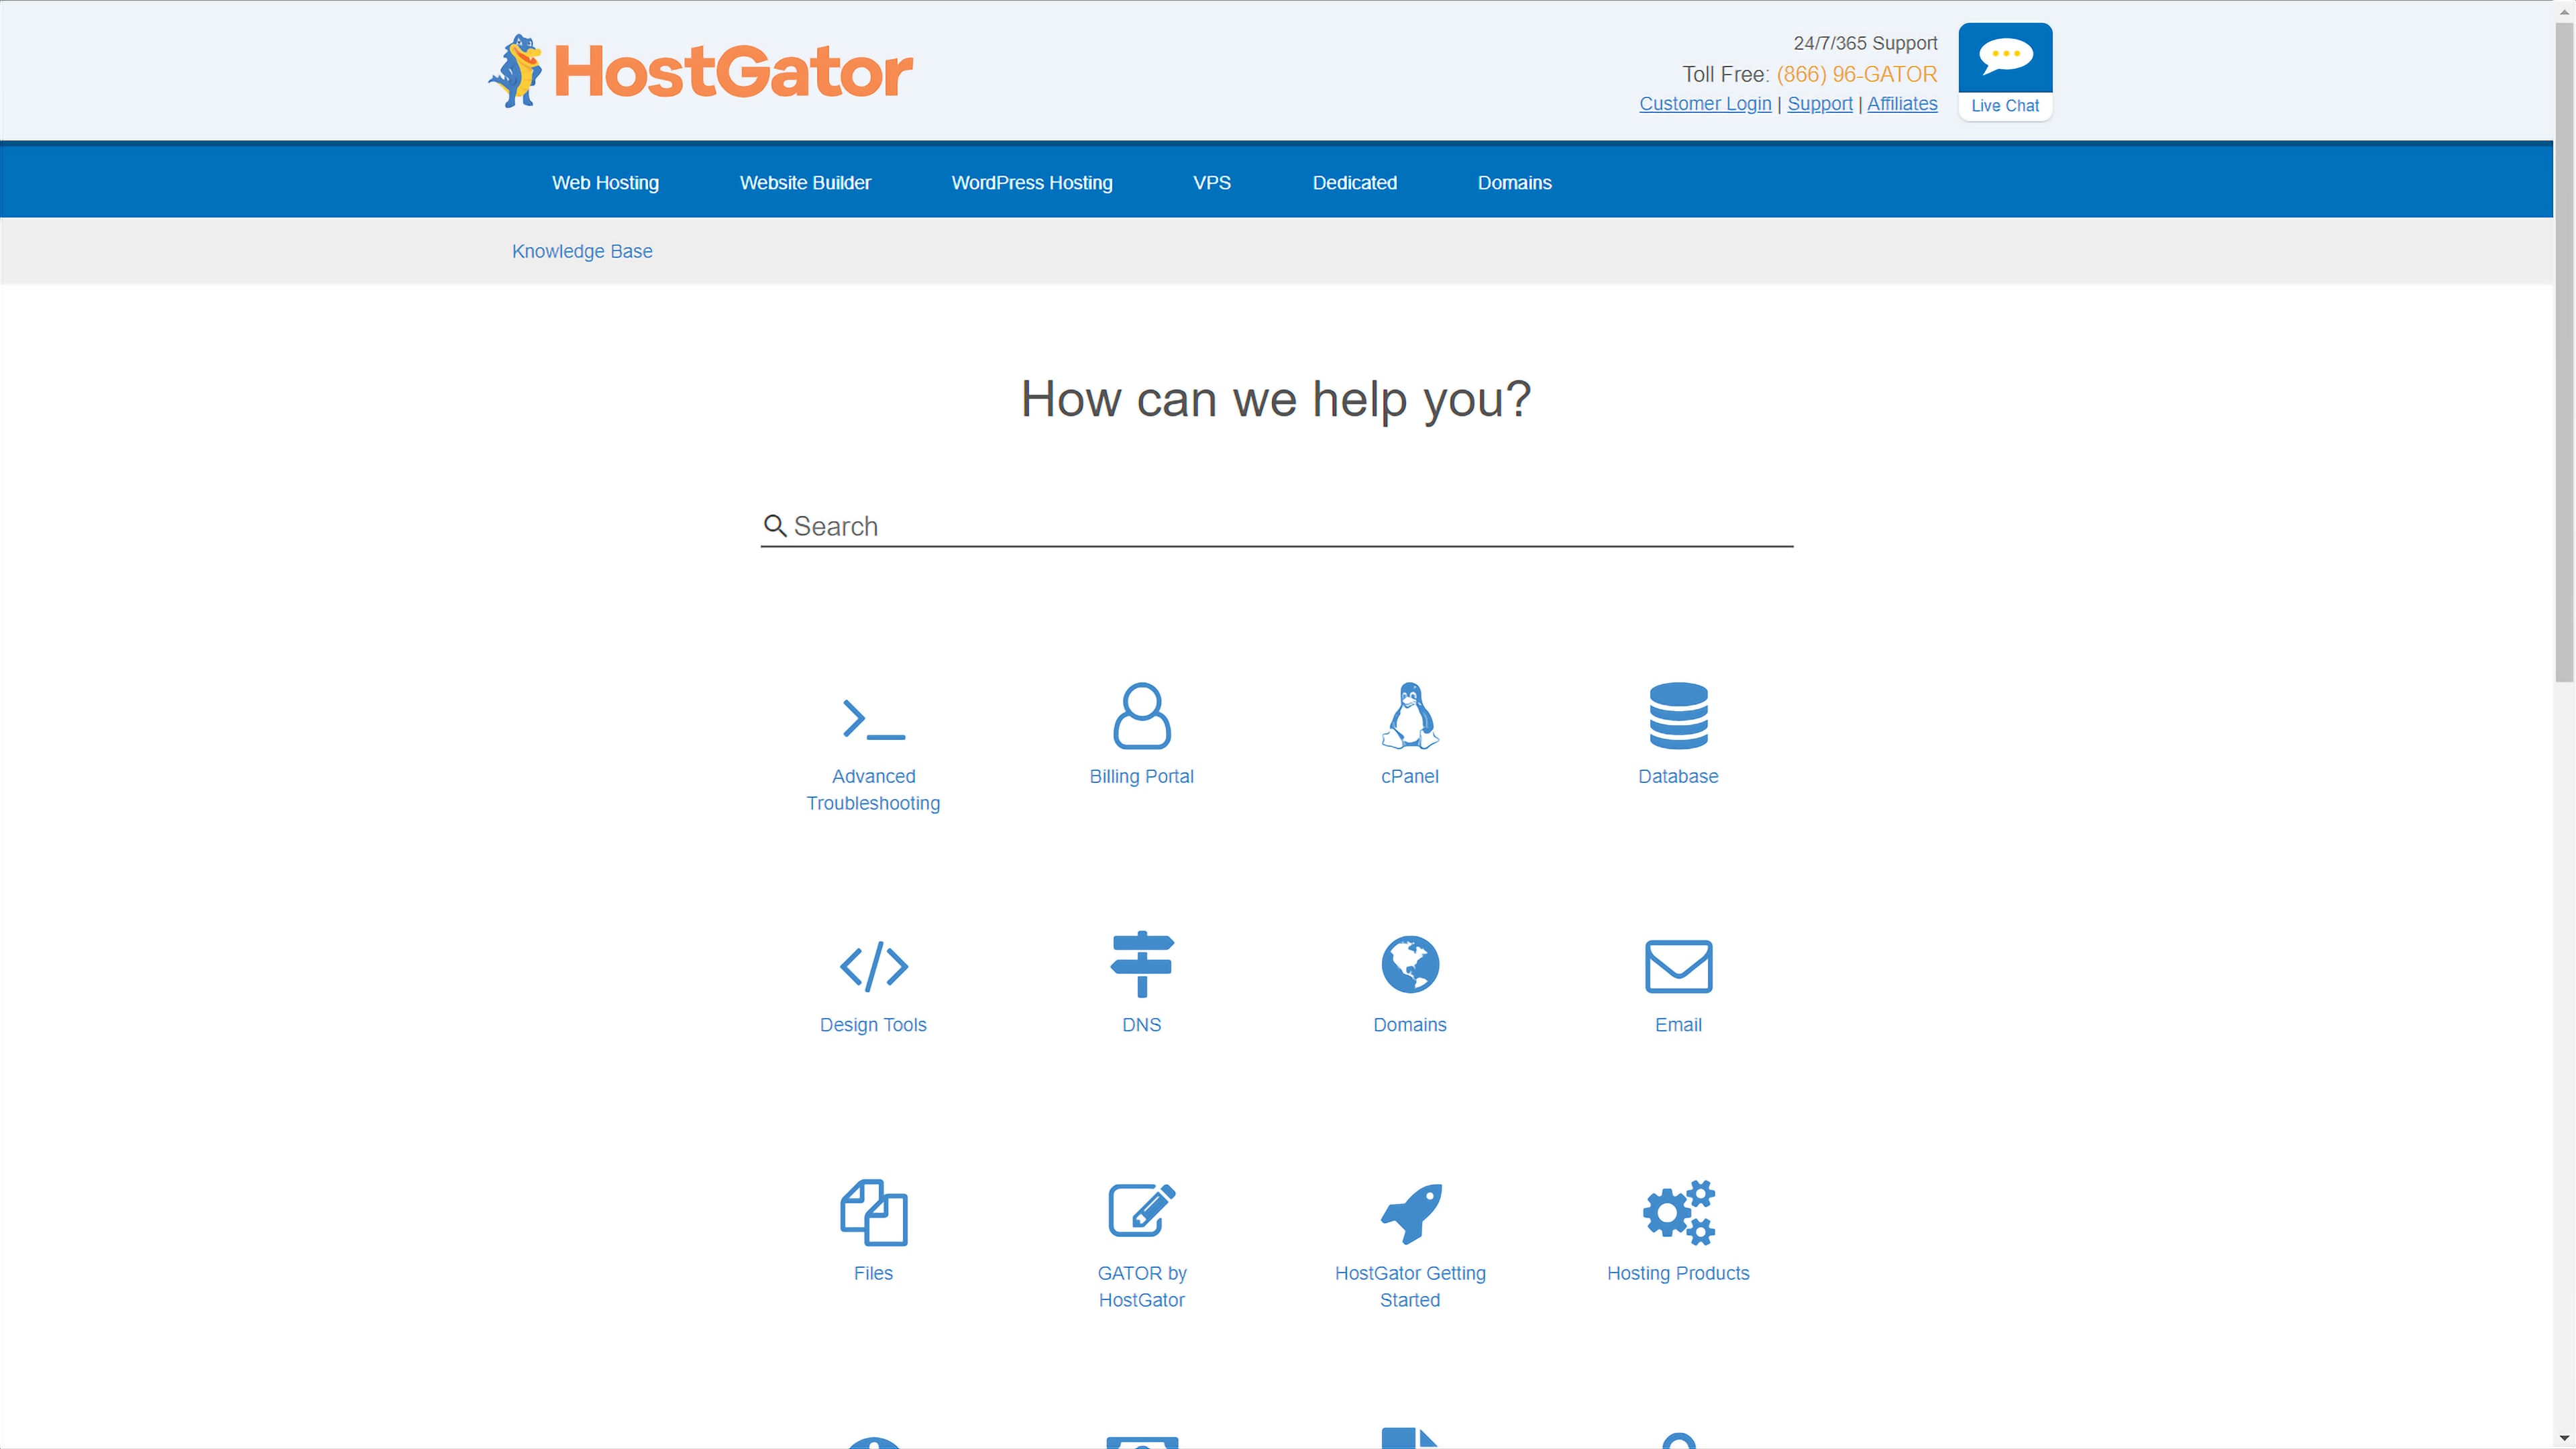 HostGator
24/7/365 Support
Toll Free: (866) 96-GATOR
Customer Login | Support | Affiliates
Live Chat
Web Hosting
Website Builder
WordPress Hosting
VPS
Dedicated
Domains
Knowledge Base
How can we help you?
Search
Advanced
Troubleshooting
Billing Portal
cPanel
Database
Design Tools
DNS
Domains
Email
Files
GATOR by
HostGator
HostGator Getting
Started
Hosting Products